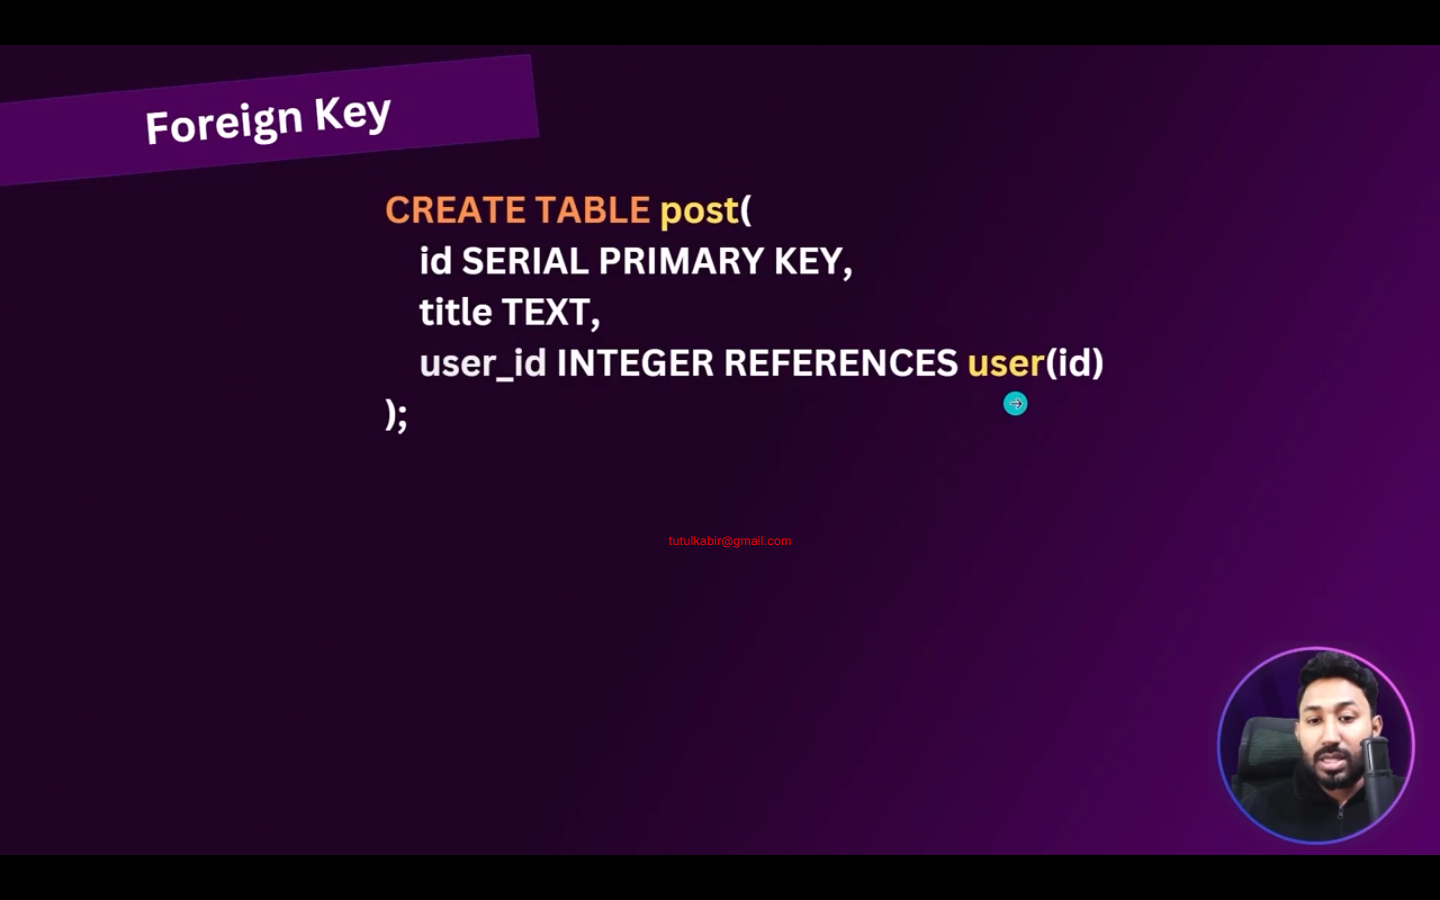 Foreign Key
CREATE TABLE post(
id SERIAL PRIMARY KEY,
title TEXT,
user_id INTEGER REFERENCES user(id)
);
tutulkabir@gmail.com